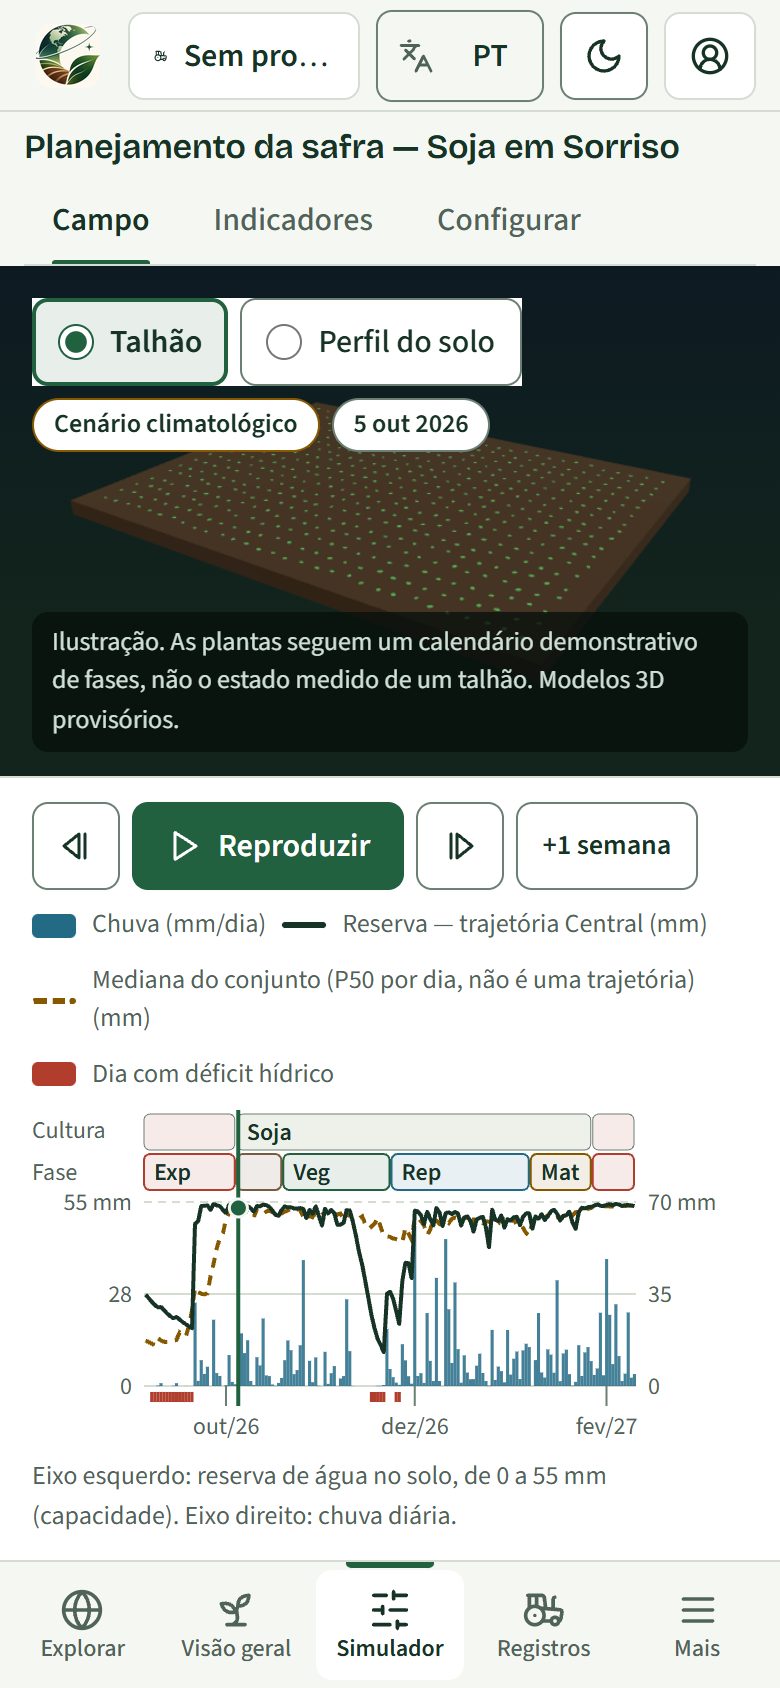 Sem pro...
PT
Planejamento da safra — Soja em Sorriso
Campo
Indicadores
Configurar
Talhão
Perfil do solo
Cenário climatológico
5 out 2026
Ilustração. As plantas seguem um calendário demonstrativo
de fases, não o estado medido de um talhão. Modelos 3D
provisórios.
Reproduzir
+1 semana
Chuva (mm/dia)
Reserva — trajetória Central (mm)
Mediana do conjunto (P50 por dia, não é uma trajetória)
(mm)
Dia com déficit hídrico
Cultura
Soja
Fase
Exp
Veg
Rep
Mat
55 mm
70 mm
28
35
0
0
out/26
dez/26
fev/27
Eixo esquerdo: reserva de água no solo, de 0 a 55 mm
(capacidade). Eixo direito: chuva diária.
Explorar
Visão geral
Simulador
Registros
Mais